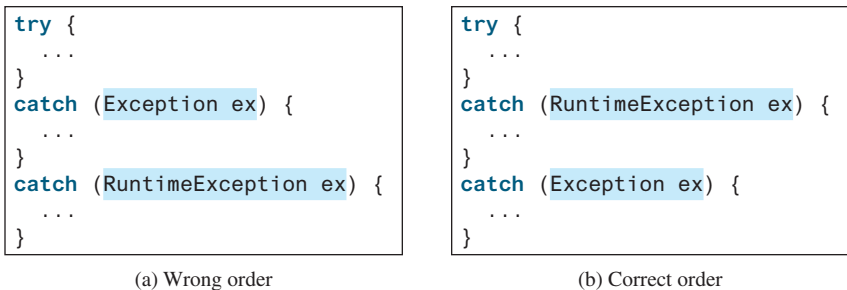 try {
...
}
catch (Exception ex) {
...
}
catch (RuntimeException ex) {
...
}
(a) Wrong order
try {
...
}
catch (RuntimeException ex) {
...
}
catch (Exception ex) {
...
}
(b) Correct order